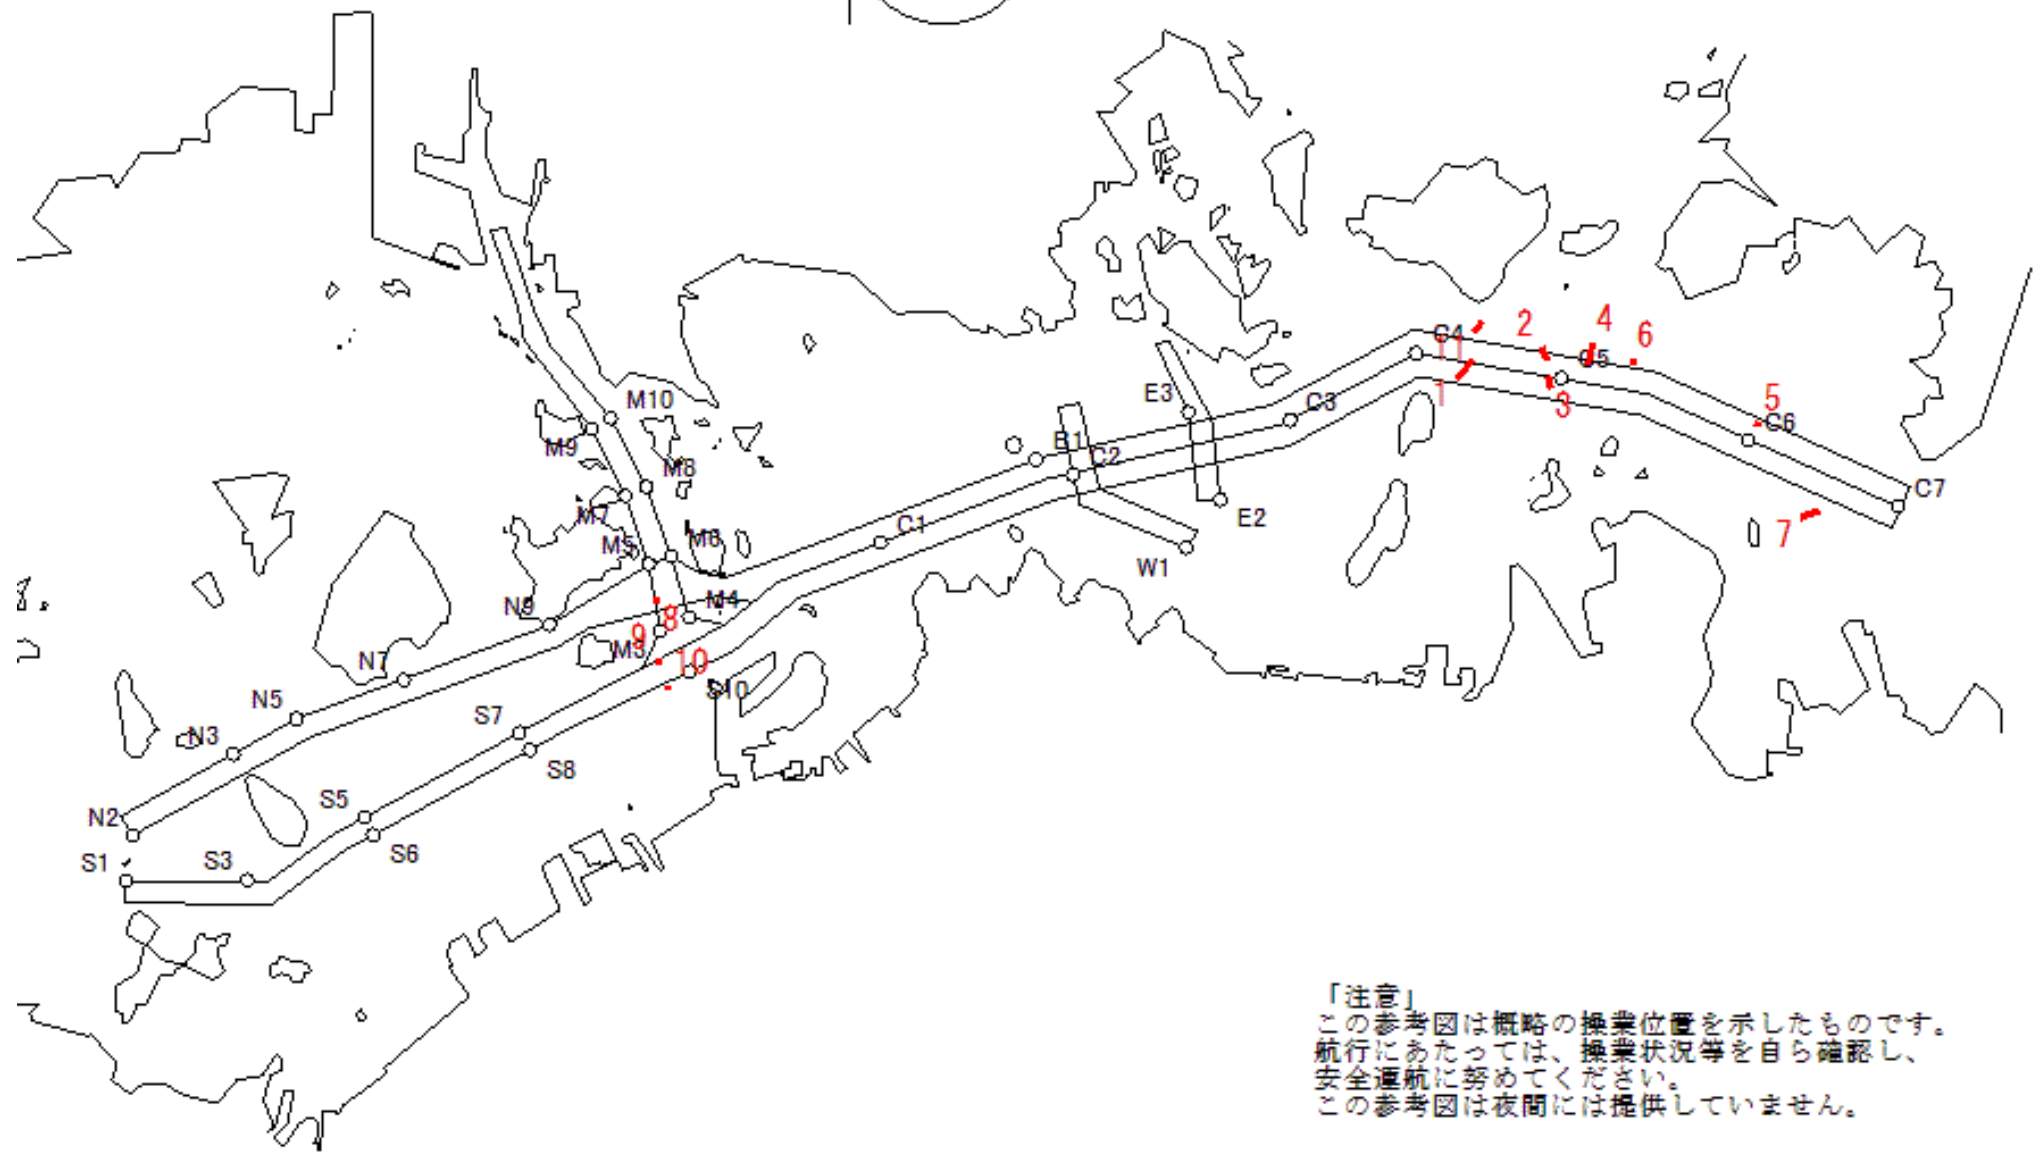 C4
2
4
6
11
C5
1
3
5
C6
E3
C3
M10
M9
B1
C2
M8
C7
M7
E2
7
M5
M6
C1
W1
N9
M4
8
9
M3
10
N7
S10
N5
S7
N3
S8
S5
N2
S6
S1
S3
「注意」
この参考図は概略の操業位置を示したものです。
航行にあたっては、操業状況等を自ら確認し、
安全運航に努めてください。
この参考図は夜間には提供していません。